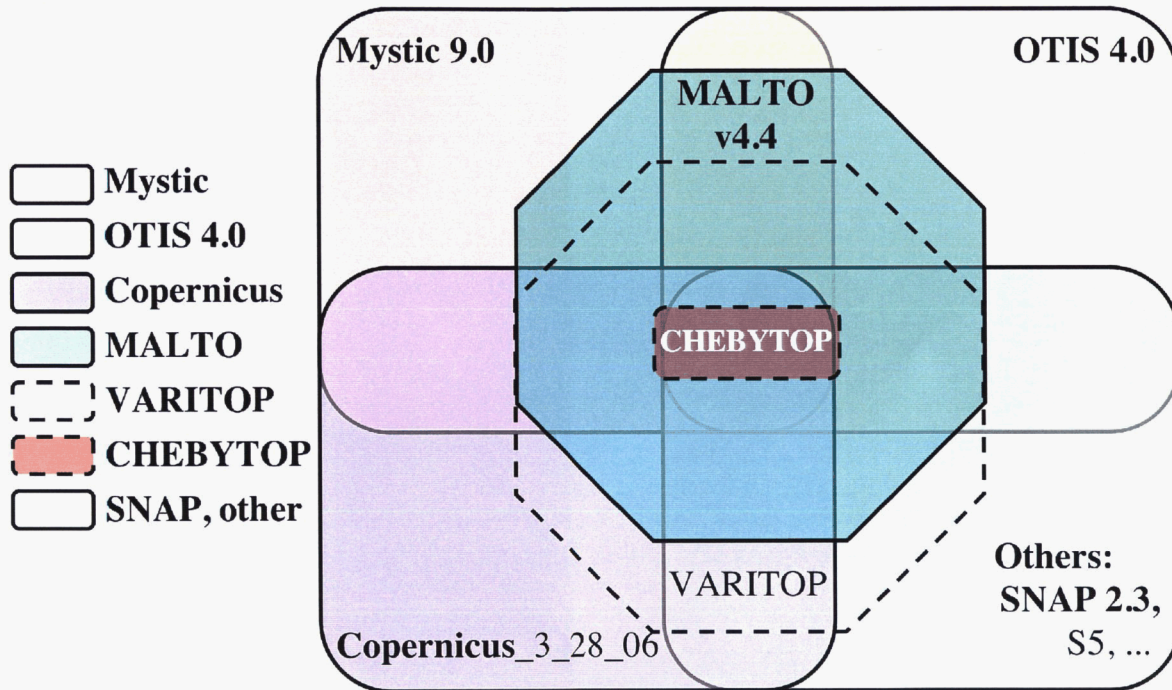 Mystic 9.0
OTIS 4.0
MALTO
v4.4
Mystic
OTIS 4.0
Copernicus
MALTO
VARITOP
CHEBYTOP
SNAP, other
CHEBYTOP
VARITOP
Others:
SNAP 2.3,
S5, ...
Copernicus_3_28_06